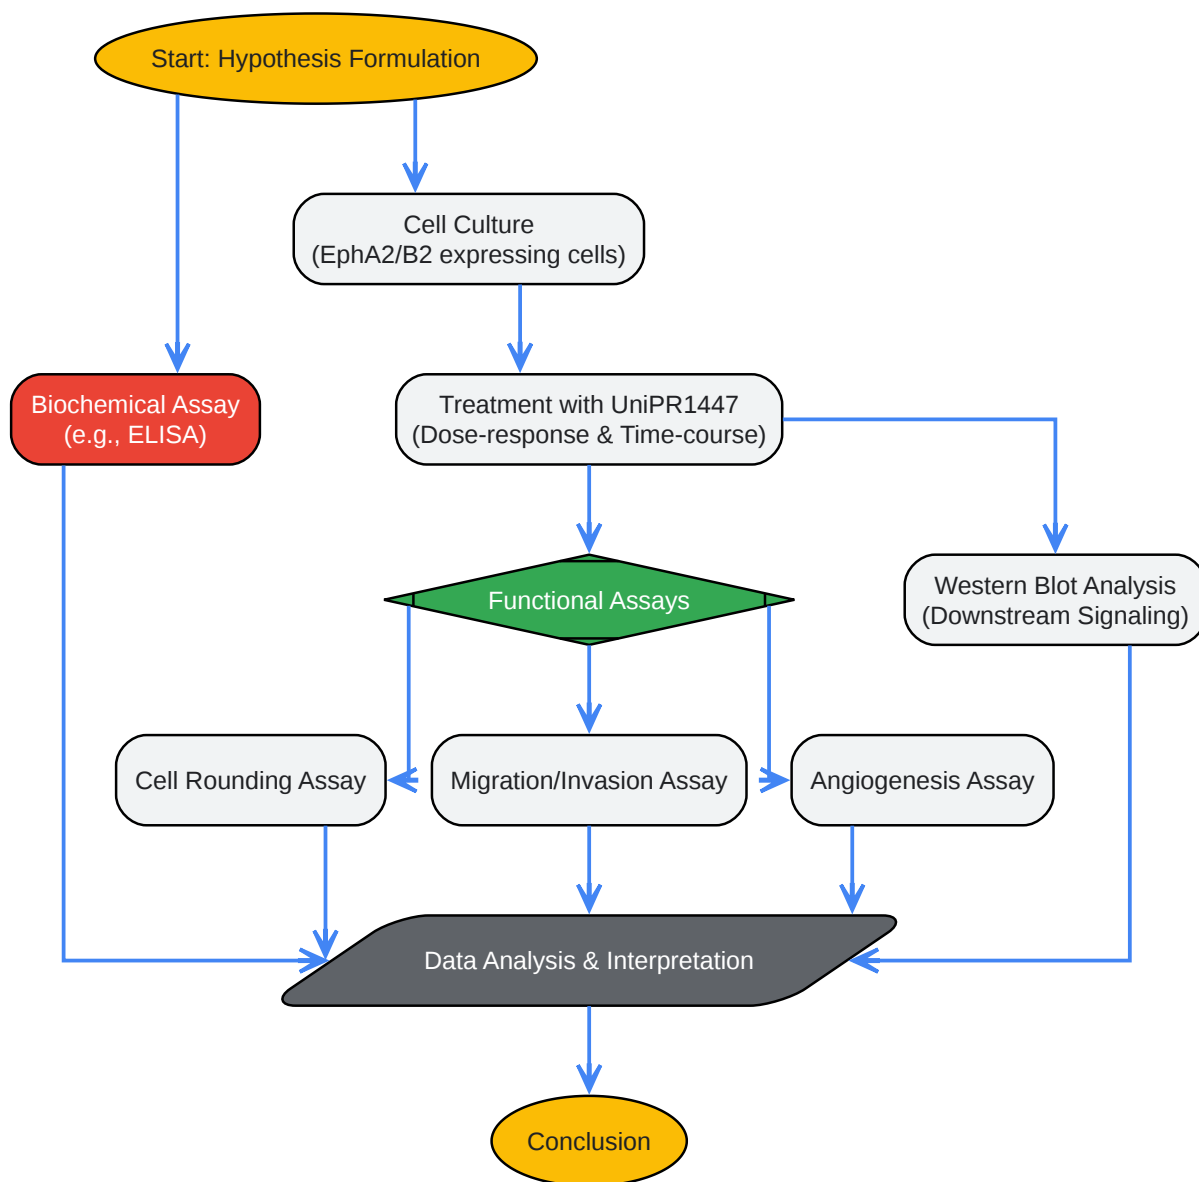 Start: Hypothesis Formulation
Cell Culture
(EphA2/B2 expressing cells)
Biochemical Assay
(e.g., ELISA)
Treatment with UniPR1447
(Dose-response & Time-course)
Functional Assays
Western Blot Analysis
(Downstream Signaling)
Cell Rounding Assay
Migration/Invasion Assay
Angiogenesis Assay
Data Analysis & Interpretation
Conclusion